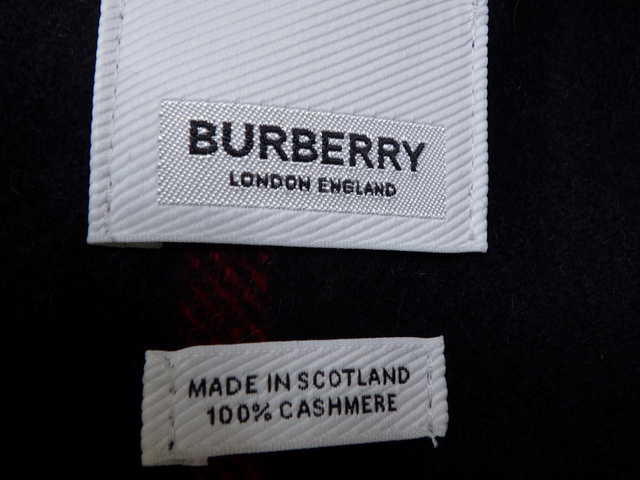 BURBERRY
LONDON ENGLAND
MADE IN SCOTLAND
100% CASHMERE